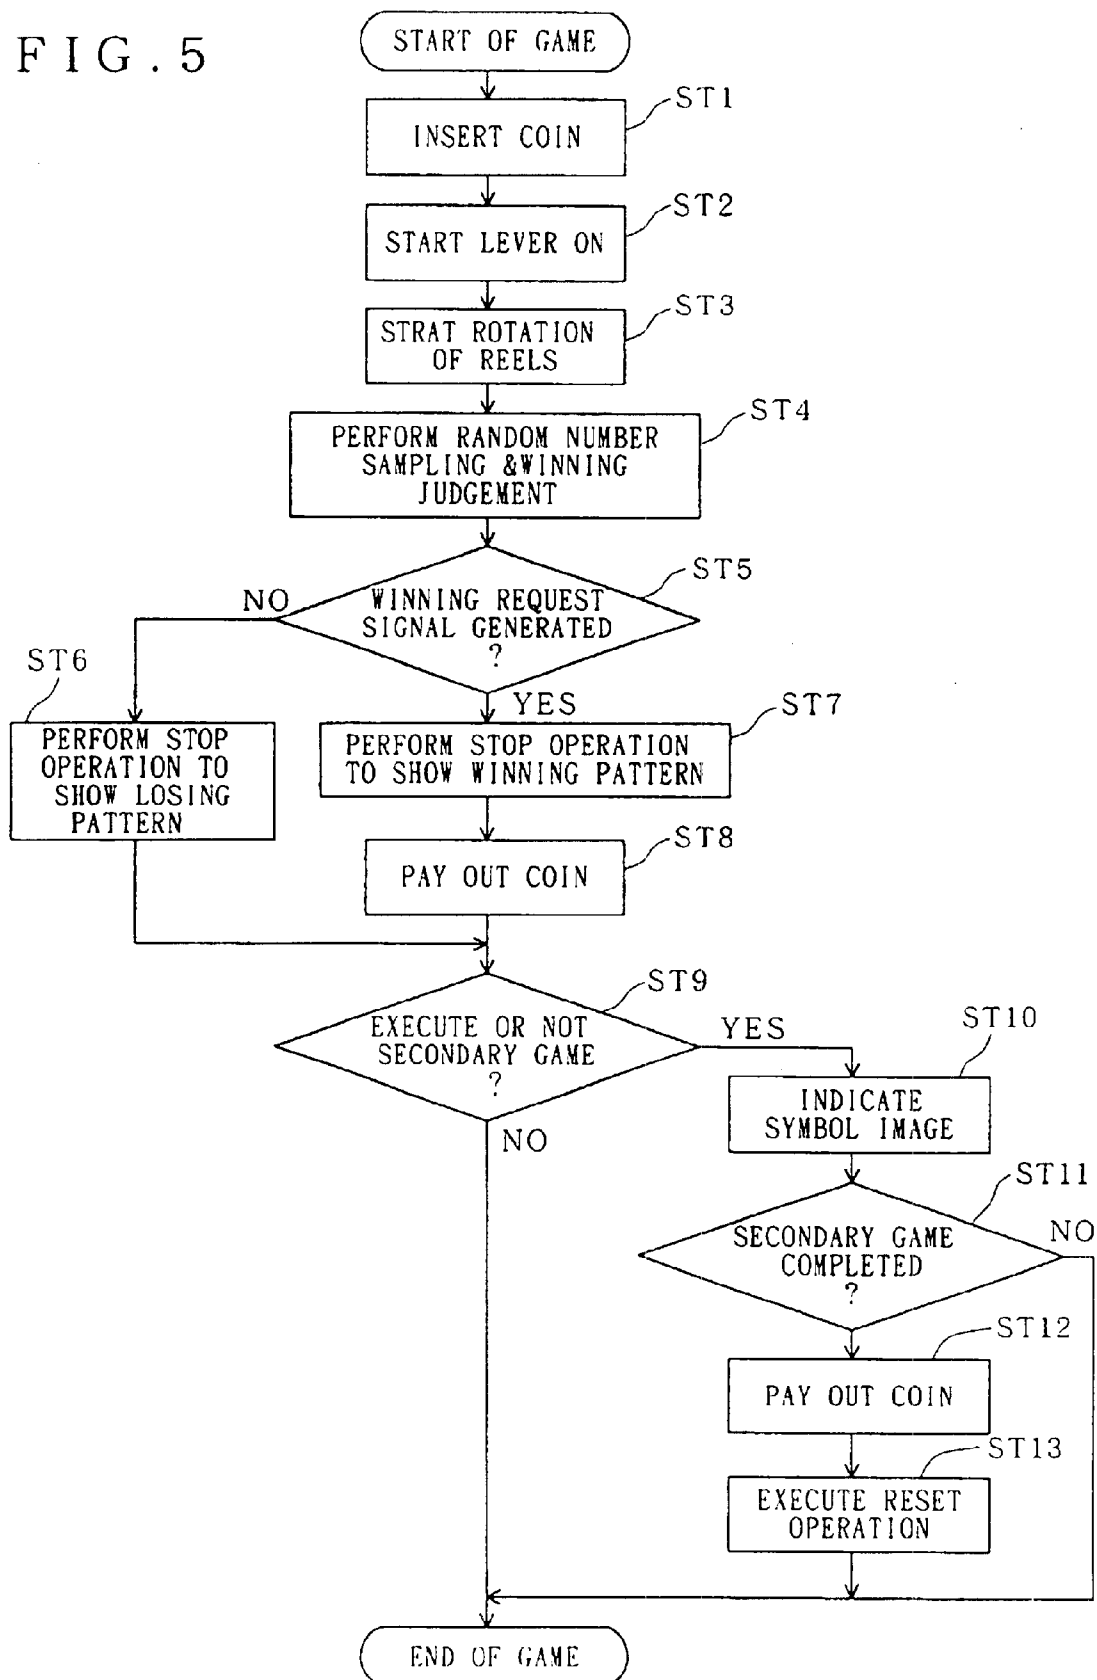 FIG.5
START OF GAME
ST1
INSERT COIN
ST2
START LEVER ON
ST3
STRAT ROTATION
OF REELS
ST4
PERFORM RANDOM NUMBER
SAMPLING &WINNING
JUDGEMENT
ST5
NO
WINNING REQUEST
SIGNAL GENERATED
?
YES
ST6
PERFORM STOP
OPERATION TO
SHOW LOSING
PATTERN
ST7
PERFORM STOP OPERATION
TO SHOW WINNING PATTERN
ST8
PAY OUT COIN
ST9
EXECUTE OR NOT
SECONDARY GAME
?
YES
NO
ST10
INDICATE
SYMBOL IMAGE
ST11
SECONDARY GAME
COMPLETED
?
NO
ST12
PAY OUT COIN
ST13
EXECUTE RESET
OPERATION
END OF GAME